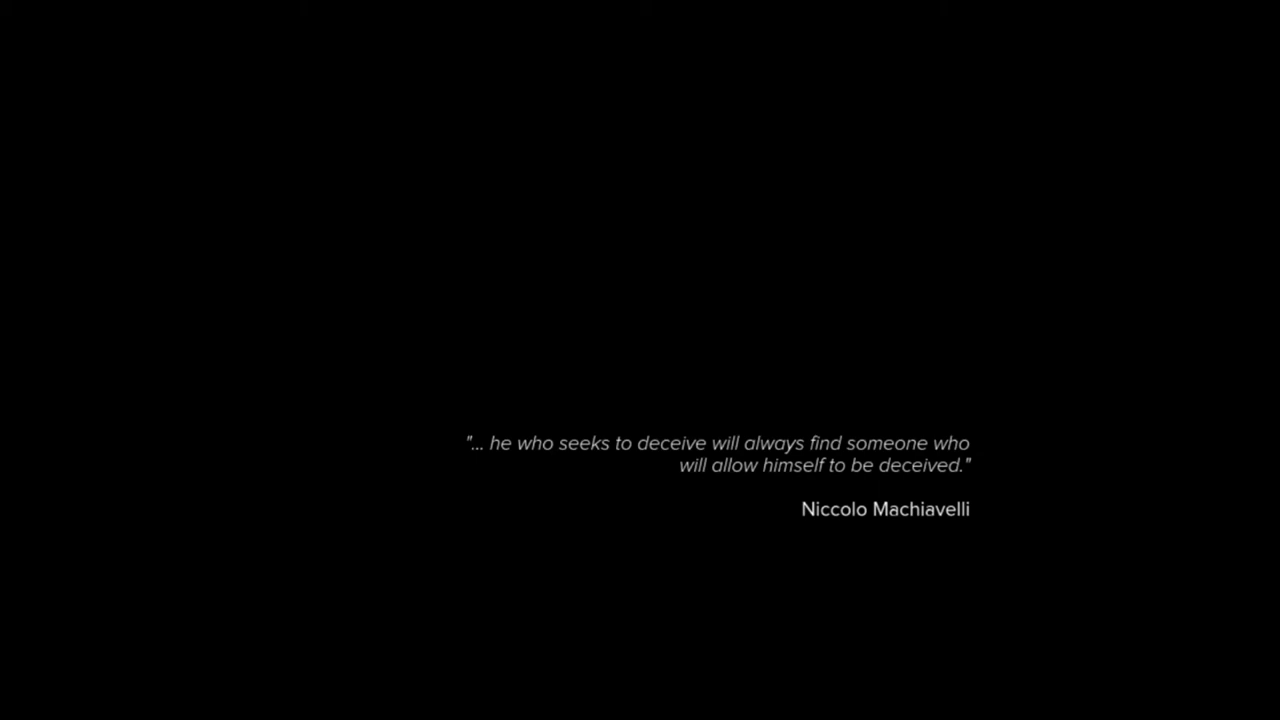 "... he who seeks to deceive will always find someone who
will allow himself to be deceived."
Niccolo Machiavelli